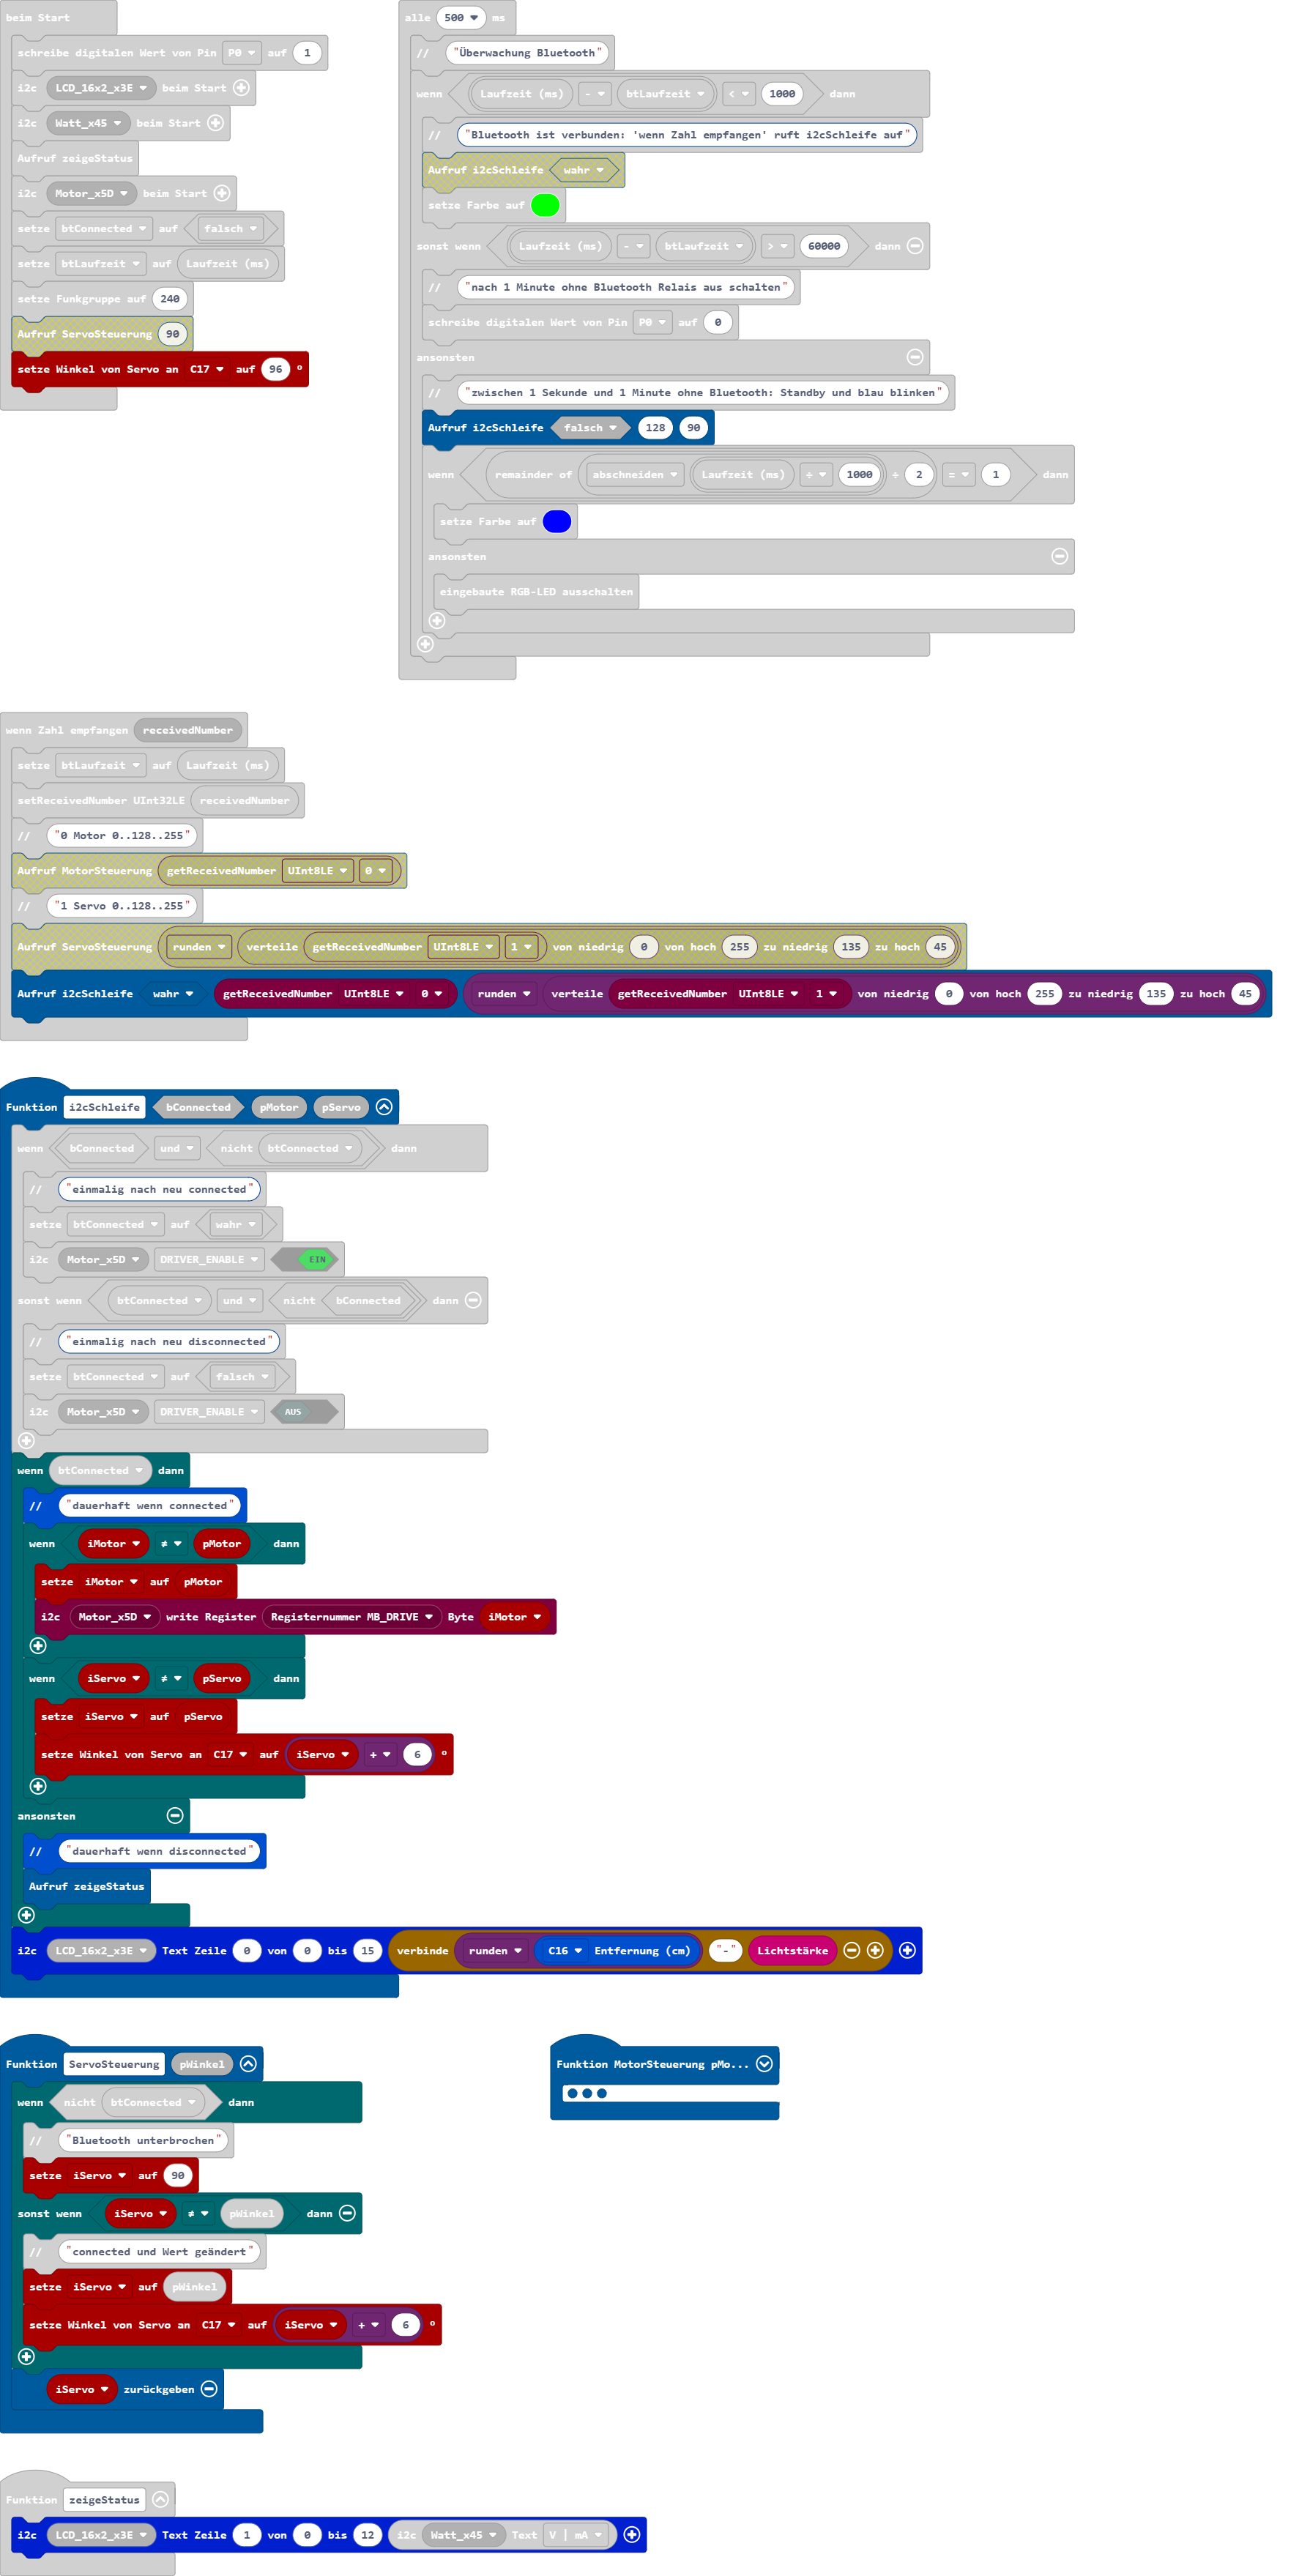 beim Start
schreibe digitalen Wert von Pin P0 auf 1
i2c LCD_16x2_x3E beim Start
i2c Watt_x45 beim Start
Aufruf zeigeStatus
i2c Motor_x5D beim Start
setze btConnected auf falsch
setze btLaufzeit auf Laufzeit (ms)
setze Funkgruppe auf 240
Aufruf ServoSteuerung 90
setze Winkel von Servo an C17 auf 96 °
alle 500 ms
// "Überwachung Bluetooth"
wenn Laufzeit (ms) - btLaufzeit < 1000 dann
// "Bluetooth ist verbunden: 'wenn Zahl empfangen' ruft i2cSchleife auf"
Aufruf i2cSchleife wahr
setze Farbe auf
sonst wenn Laufzeit (ms) - btLaufzeit > 60000 dann
// "nach 1 Minute ohne Bluetooth Relais aus schalten"
schreibe digitalen Wert von Pin P0 auf 0
ansonsten
// "zwischen 1 Sekunde und 1 Minute ohne Bluetooth: Standby und blau blinken"
Aufruf i2cSchleife falsch 128 90
wenn remainder of abschneiden Laufzeit (ms) ÷ 1000 ÷ 2 = 1 dann
setze Farbe auf
ansonsten
eingebaute RGB-LED ausschalten
wenn Zahl empfangen receivedNumber
setze btLaufzeit auf Laufzeit (ms)
setReceivedNumber UInt32LE receivedNumber
// "0 Motor 0..128..255"
Aufruf MotorSteuerung getReceivedNumber UInt8LE 0
// "1 Servo 0..128..255"
Aufruf ServoSteuerung runden verteile getReceivedNumber UInt8LE 1 von niedrig 0 von hoch 255 zu niedrig 135 zu hoch 45
Aufruf i2cSchleife wahr getReceivedNumber UInt8LE 0 runden verteile getReceivedNumber UInt8LE 1 von niedrig 0 von hoch 255 zu niedrig 135 zu hoch 45
Funktion i2cSchleife bConnected pMotor pServo
wenn bConnected und nicht btConnected dann
// "einmalig nach neu connected"
setze btConnected auf wahr
i2c Motor_x5D DRIVER_ENABLE EIN
sonst wenn btConnected und nicht bConnected dann
// "einmalig nach neu disconnected"
setze btConnected auf falsch
i2c Motor_x5D DRIVER_ENABLE AUS
wenn btConnected dann
// "dauerhaft wenn connected"
wenn iMotor ≠ pMotor dann
setze iMotor auf pMotor
i2c Motor_x5D write Register Registernummer MB_DRIVE Byte iMotor
wenn iServo ≠ pServo dann
setze iServo auf pServo
setze Winkel von Servo an C17 auf iServo + 6 °
ansonsten
// "dauerhaft wenn disconnected"
Aufruf zeigeStatus
i2c LCD_16x2_x3E Text Zeile 0 von 0 bis 15 verbinde runden C16 Entfernung (cm) "-" Lichtstärke
Funktion ServoSteuerung pWinkel
wenn nicht btConnected dann
// "Bluetooth unterbrochen"
setze iServo auf 90
sonst wenn iServo ≠ pWinkel dann
// "connected und Wert geändert"
setze iServo auf pWinkel
setze Winkel von Servo an C17 auf iServo + 6 °
iServo zurückgeben
Funktion MotorSteuerung pMo...
Funktion zeigeStatus
i2c LCD_16x2_x3E Text Zeile 1 von 0 bis 12 i2c Watt_x45 Text V | mA